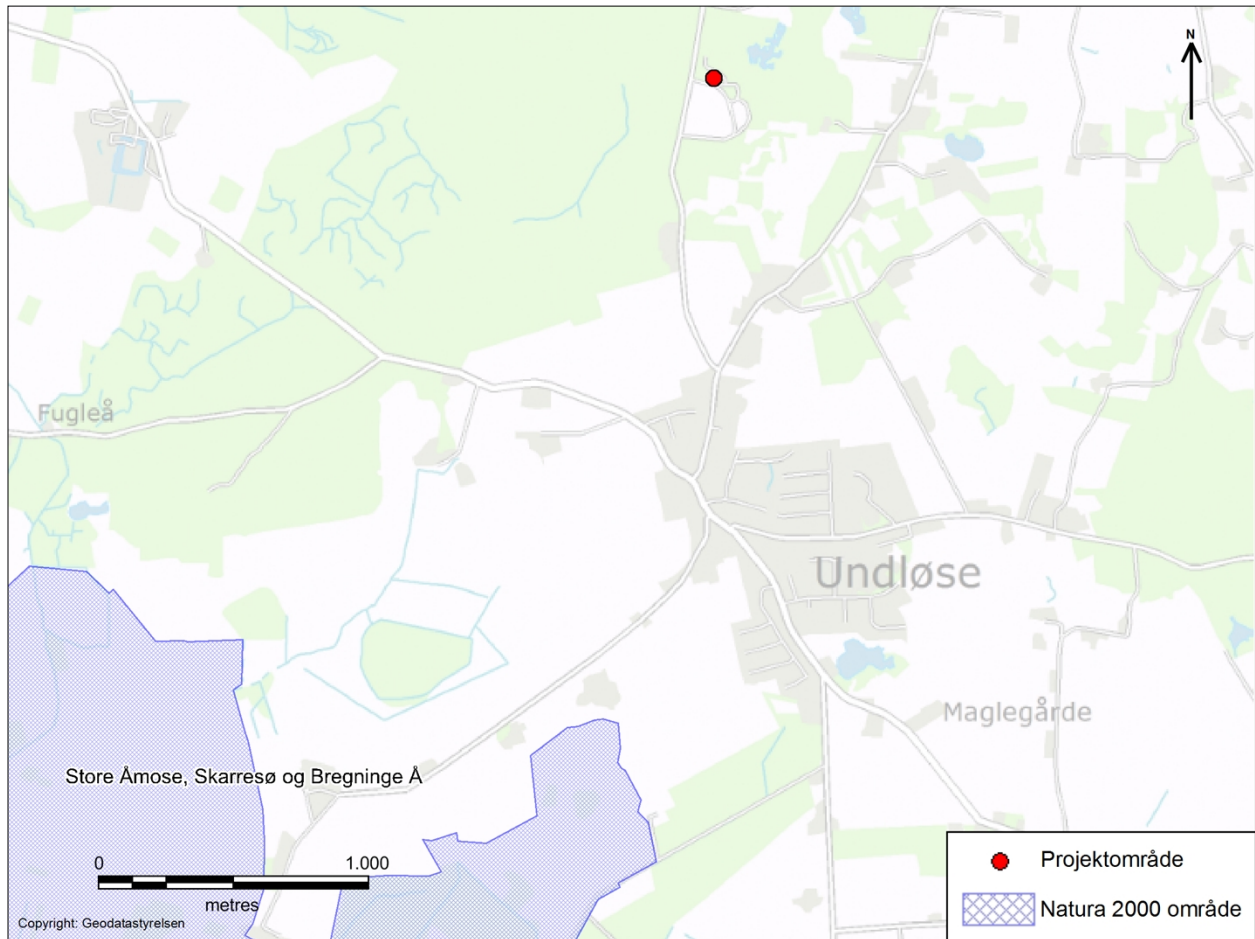 N
Fugleå
Undløse
Maglegårde
Store Åmose, Skarresø og Bregninge Å
0 1.000
metres
Copyright: Geodatastyrelsen
Projektområde
Natura 2000 område